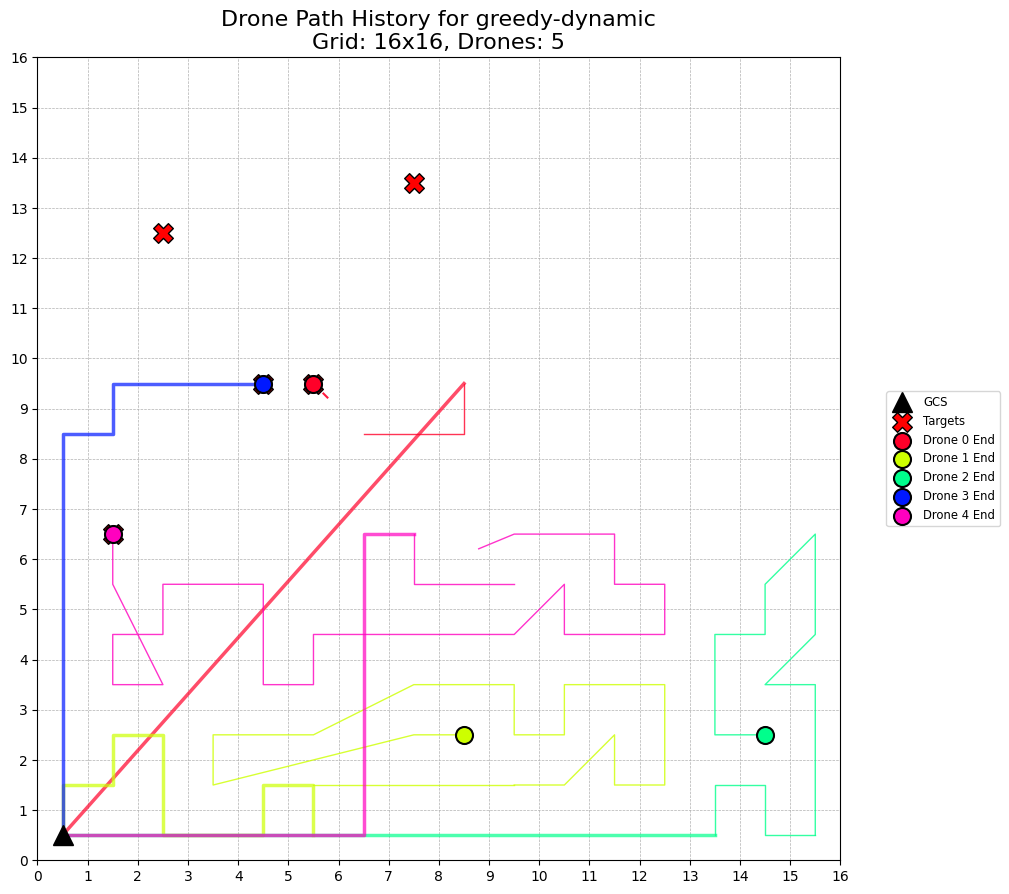 Drone Path History for greedy-dynamic
Grid: 16x16, Drones: 5
16
15
14
13
12
11
10
9
8
7
6
5
4
3
2
1
0
0 1 2 3 4 5 6 7 8 9 10 11 12 13 14 15 16
GCS
Targets
Drone 0 End
Drone 1 End
Drone 2 End
Drone 3 End
Drone 4 End